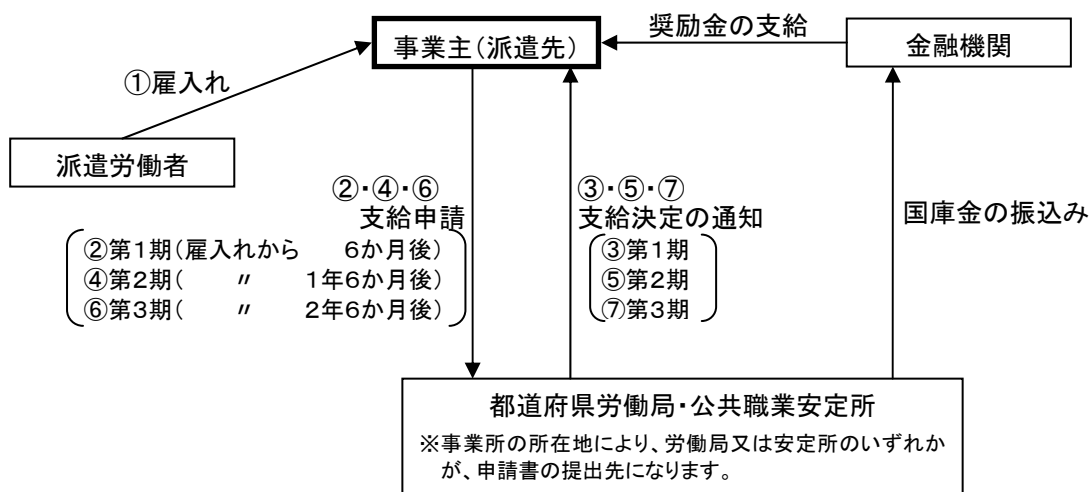 奨励金の支給
事業主(派遣先)
金融機関
①雇入れ
派遣労働者
②・④・⑥
支給申請
②第1期(雇入れから 6か月後)
④第2期( 〃 1年6か月後)
⑥第3期( 〃 2年6か月後)
③・⑤・⑦
支給決定の通知
③第1期
⑤第2期
⑦第3期
国庫金の振込み
都道府県労働局・公共職業安定所
※事業所の所在地により、労働局又は安定所のいずれか
が、申請書の提出先になります。